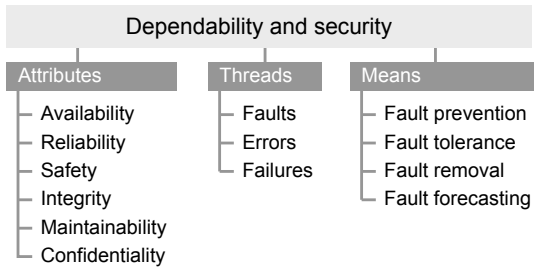 Dependability and security
Attributes
Availability
Reliability
Safety
Integrity
Maintainability
Confidentiality
Threads
Faults
Errors
Failures
Means
Fault prevention
Fault tolerance
Fault removal
Fault forecasting